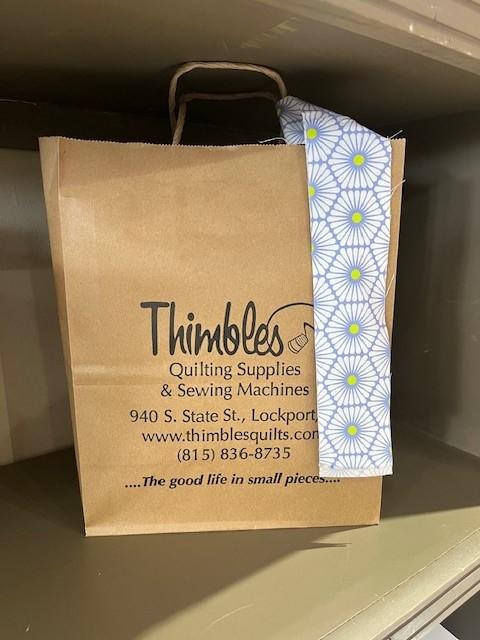 Thimbles
Quilting Supplies
& Sewing Machines
940 S. State St., Lockport,
www.thimblesquilts.com
(815) 836-8735
....The good life in small pieces....